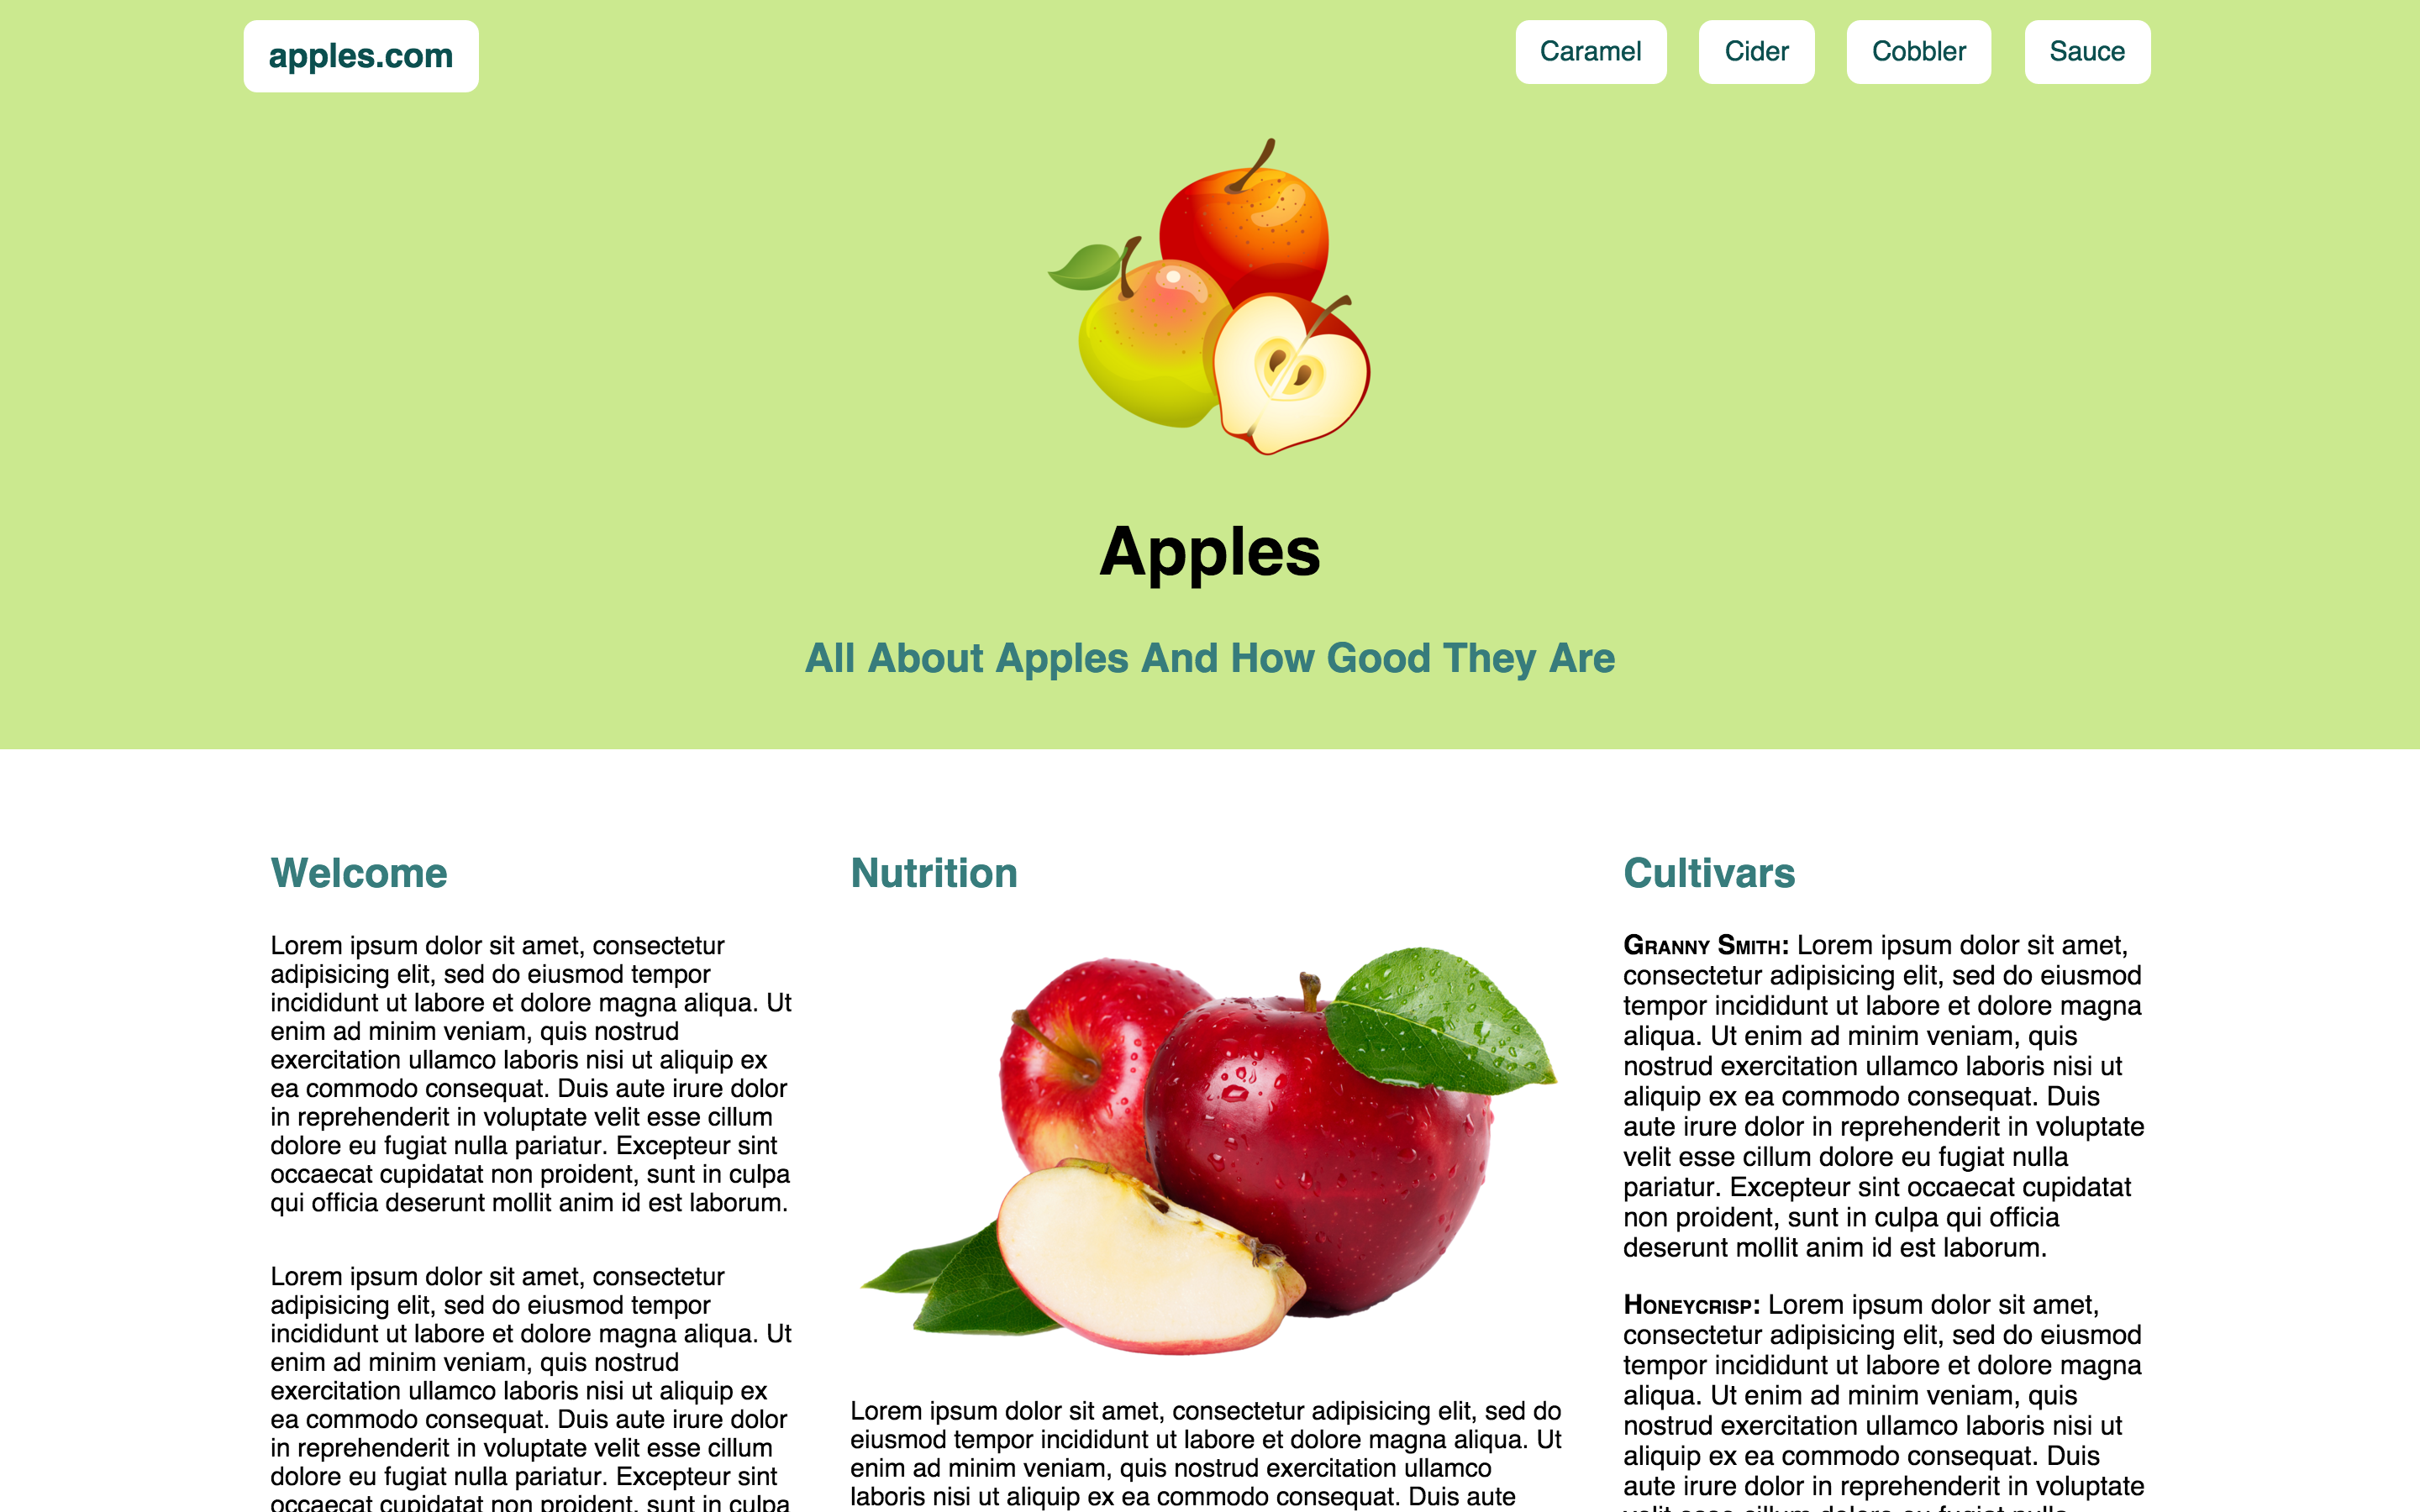 apples.com
Caramel
Cider
Cobbler
Sauce
Apples
All About Apples And How Good They Are
Welcome
Lorem ipsum dolor sit amet, consectetur
adipisicing elit, sed do eiusmod tempor
incididunt ut labore et dolore magna aliqua. Ut
enim ad minim veniam, quis nostrud
exercitation ullamco laboris nisi ut aliquip ex
ea commodo consequat. Duis aute irure dolor
in reprehenderit in voluptate velit esse cillum
dolore eu fugiat nulla pariatur. Excepteur sint
occaecat cupidatat non proident, sunt in culpa
qui officia deserunt mollit anim id est laborum.
Lorem ipsum dolor sit amet, consectetur
adipisicing elit, sed do eiusmod tempor
incididunt ut labore et dolore magna aliqua. Ut
enim ad minim veniam, quis nostrud
exercitation ullamco laboris nisi ut aliquip ex
ea commodo consequat. Duis aute irure dolor
in reprehenderit in voluptate velit esse cillum
dolore eu fugiat nulla pariatur. Excepteur sint
occaecat cupidatat non proident, sunt in culpa
Nutrition
Lorem ipsum dolor sit amet, consectetur adipisicing elit, sed do
eiusmod tempor incididunt ut labore et dolore magna aliqua. Ut
enim ad minim veniam, quis nostrud exercitation ullamco
laboris nisi ut aliquip ex ea commodo consequat. Duis aute
Cultivars
Granny Smith: Lorem ipsum dolor sit amet,
consectetur adipisicing elit, sed do eiusmod
tempor incididunt ut labore et dolore magna
aliqua. Ut enim ad minim veniam, quis
nostrud exercitation ullamco laboris nisi ut
aliquip ex ea commodo consequat. Duis
aute irure dolor in reprehenderit in voluptate
velit esse cillum dolore eu fugiat nulla
pariatur. Excepteur sint occaecat cupidatat
non proident, sunt in culpa qui officia
deserunt mollit anim id est laborum.
Honeycrisp: Lorem ipsum dolor sit amet,
consectetur adipisicing elit, sed do eiusmod
tempor incididunt ut labore et dolore magna
aliqua. Ut enim ad minim veniam, quis
nostrud exercitation ullamco laboris nisi ut
aliquip ex ea commodo consequat. Duis
aute irure dolor in reprehenderit in voluptate